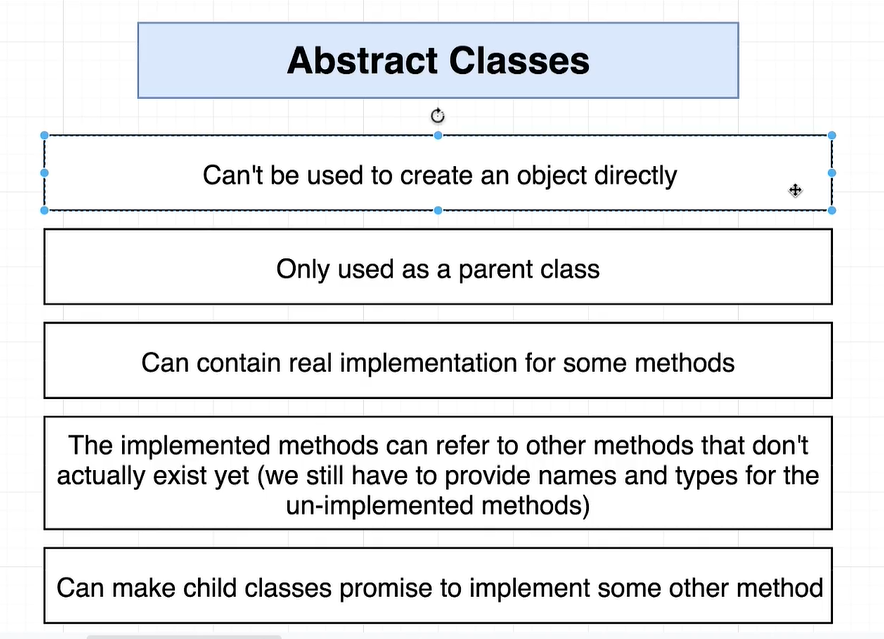 Abstract Classes
Can't be used to create an object directly
Only used as a parent class
Can contain real implementation for some methods
The implemented methods can refer to other methods that don't
actually exist yet (we still have to provide names and types for the
un-implemented methods)
Can make child classes promise to implement some other method